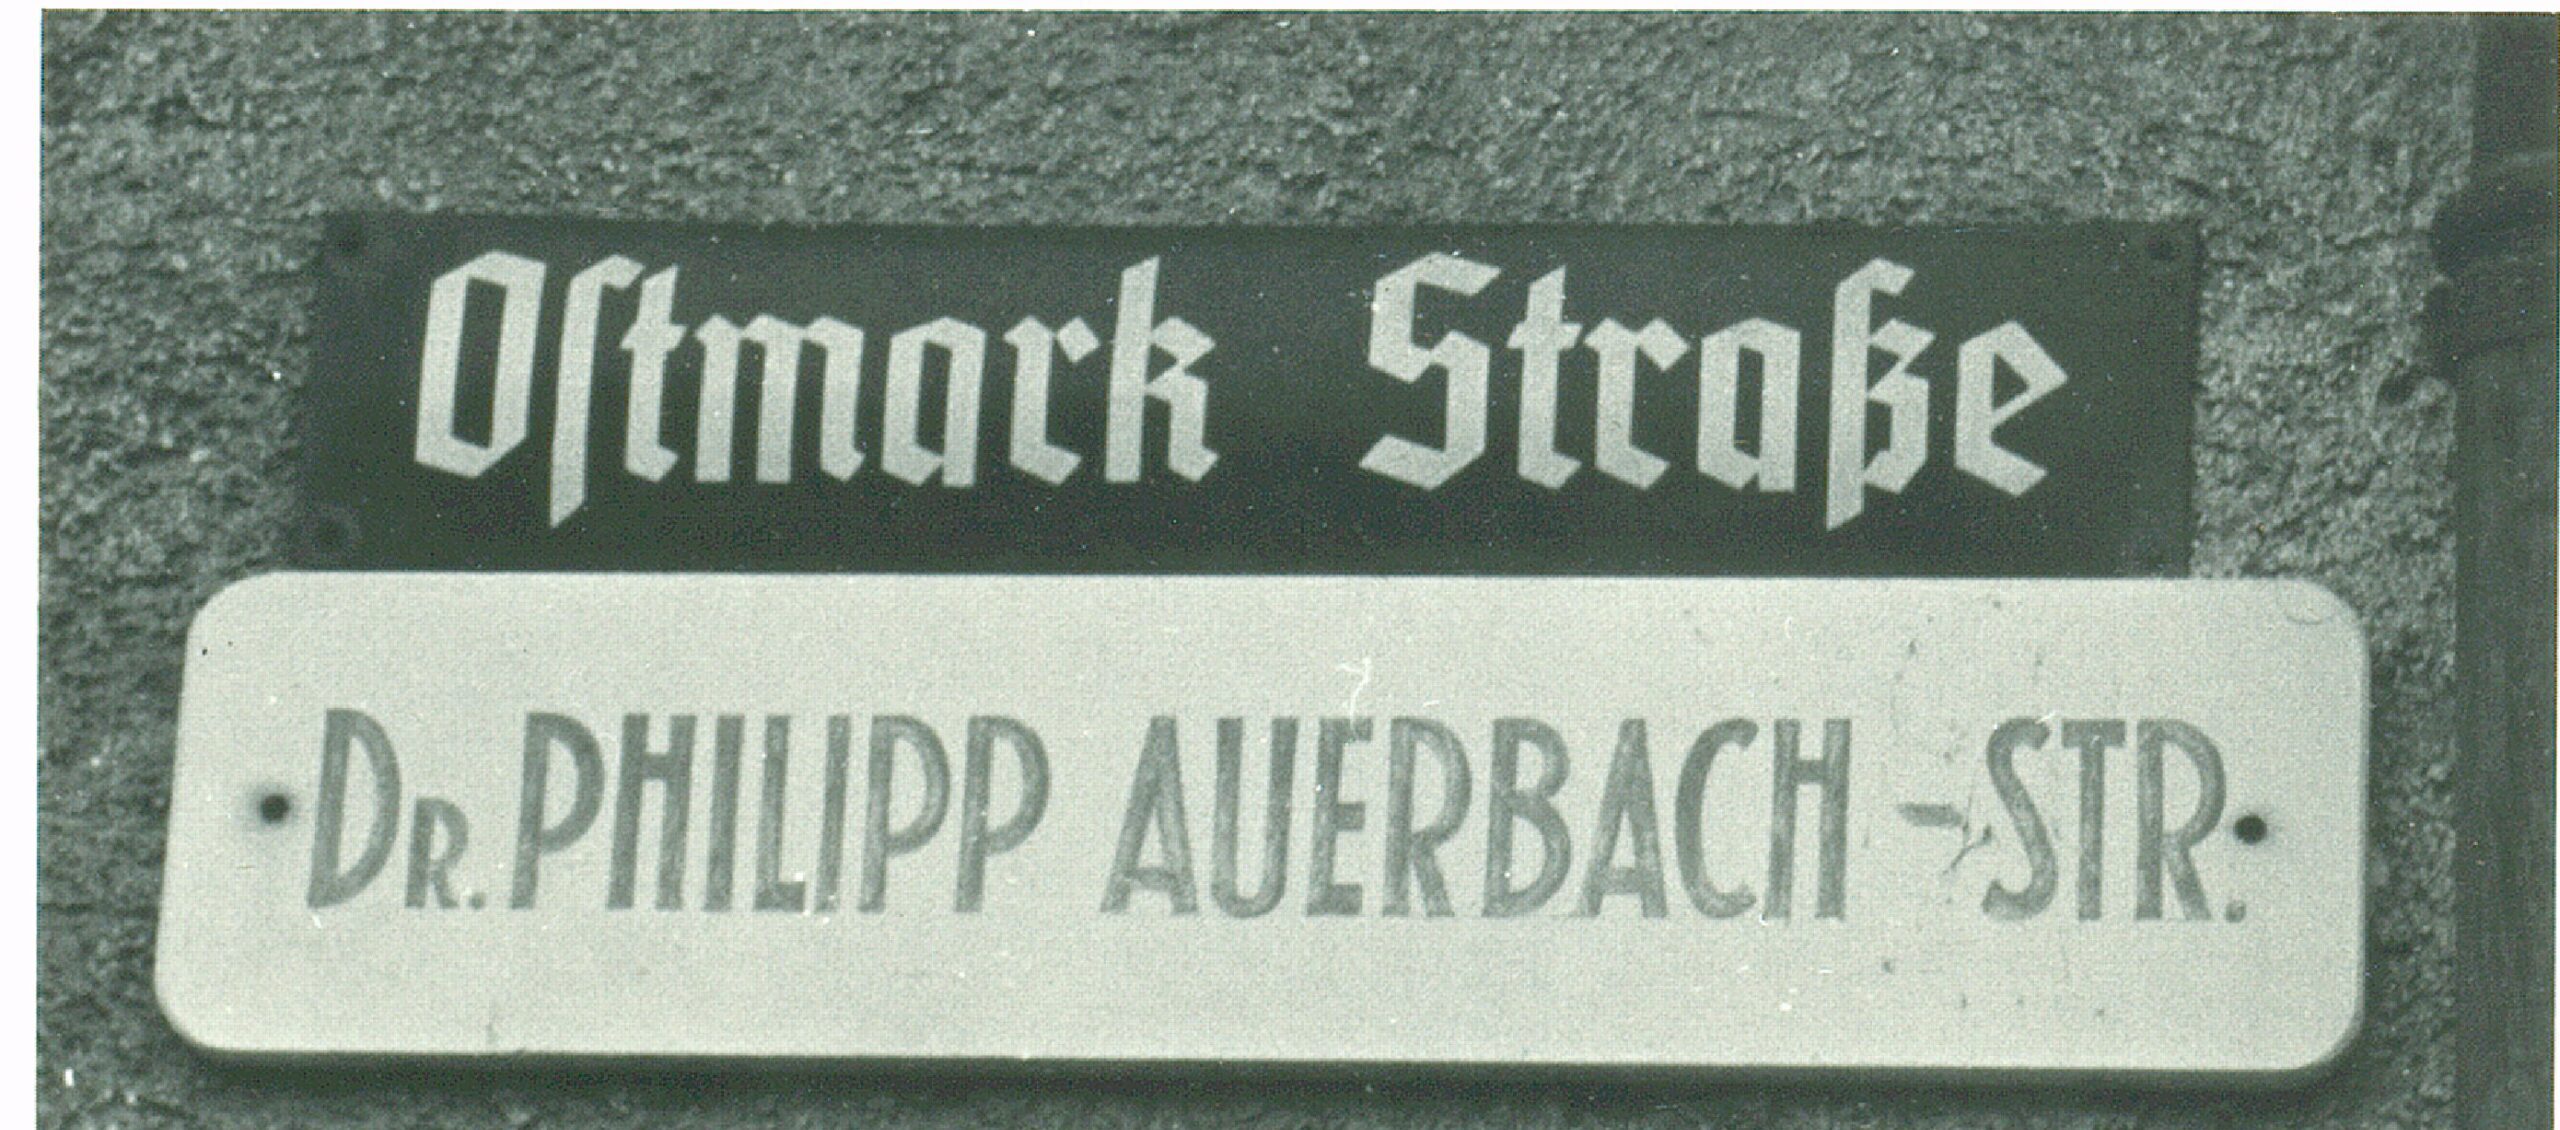 Oſtmark Straße
DR. PHILIPP AUERBACH-STR.